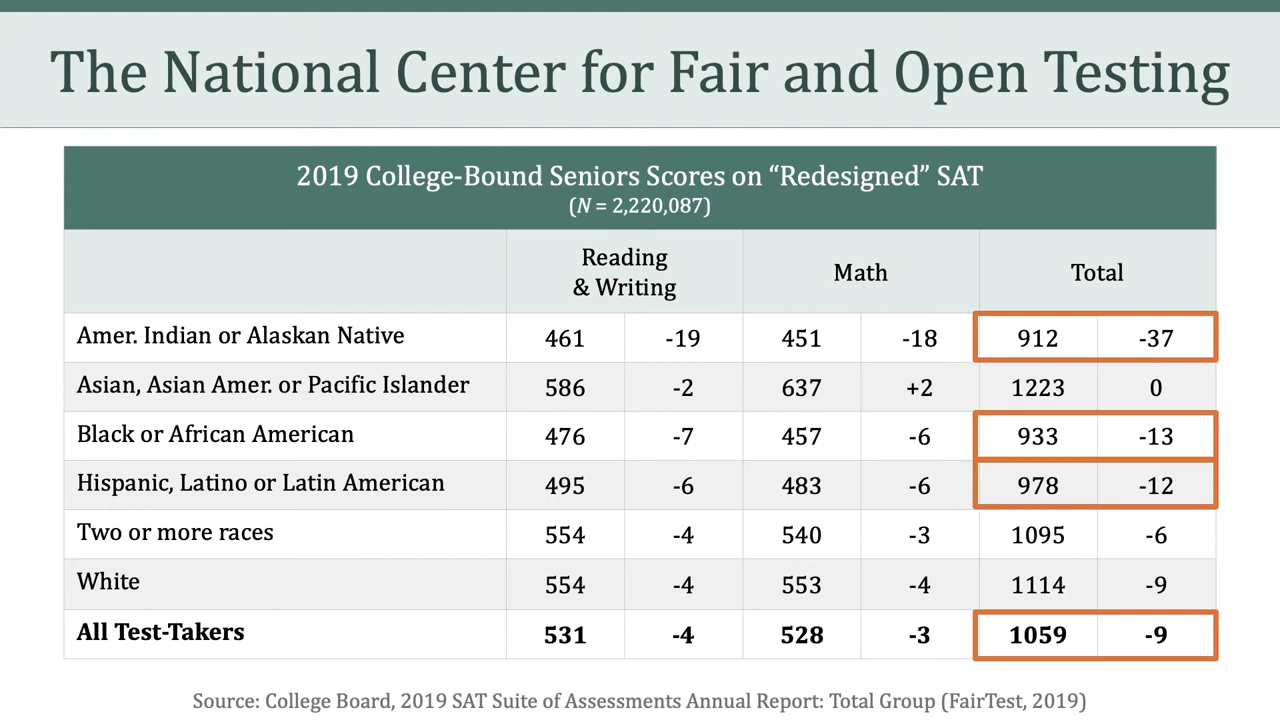 The National Center for Fair and Open Testing
2019 College-Bound Seniors Scores on “Redesigned” SAT
(N = 2,220,087)
Reading
& Writing
Math
Total
Amer. Indian or Alaskan Native 461 -19 451 -18 912 -37
Asian, Asian Amer. or Pacific Islander 586 -2 637 +2 1223 0
Black or African American 476 -7 457 -6 933 -13
Hispanic, Latino or Latin American 495 -6 483 -6 978 -12
Two or more races 554 -4 540 -3 1095 -6
White 554 -4 553 -4 1114 -9
All Test-Takers 531 -4 528 -3 1059 -9
Source: College Board, 2019 SAT Suite of Assessments Annual Report: Total Group (FairTest, 2019)